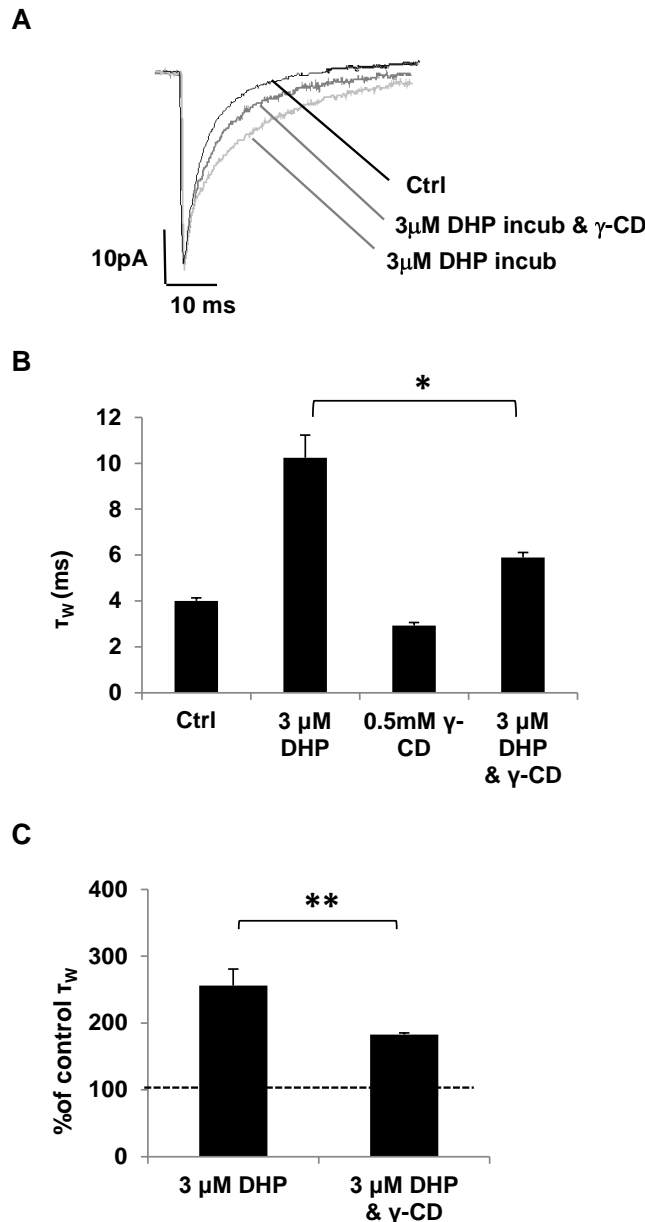 A
Ctrl
3μM DHP incub & γ-CD
3μM DHP incub
10pA
10 ms
B
*
12
10
8
6
4
2
0
τw (ms)
Ctrl
3 μM
DHP
0.5mM γ-
CD
3 μM
DHP
& γ-CD
C
**
400
300
200
100
0
%of control τw
3 μM DHP
3 μM DHP
& γ-CD